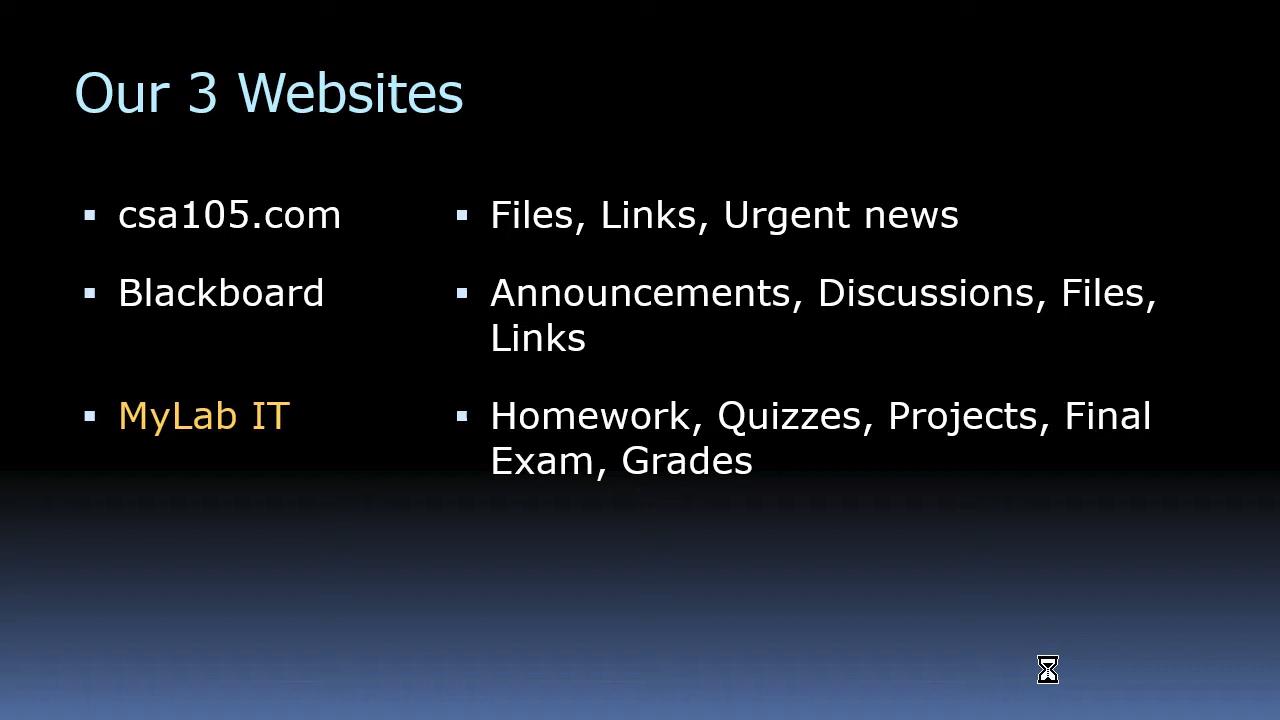 Our 3 Websites
▪ csa105.com
▪ Files, Links, Urgent news
▪ Blackboard
▪ Announcements, Discussions, Files,
Links
▪ MyLab IT
▪ Homework, Quizzes, Projects, Final
Exam, Grades